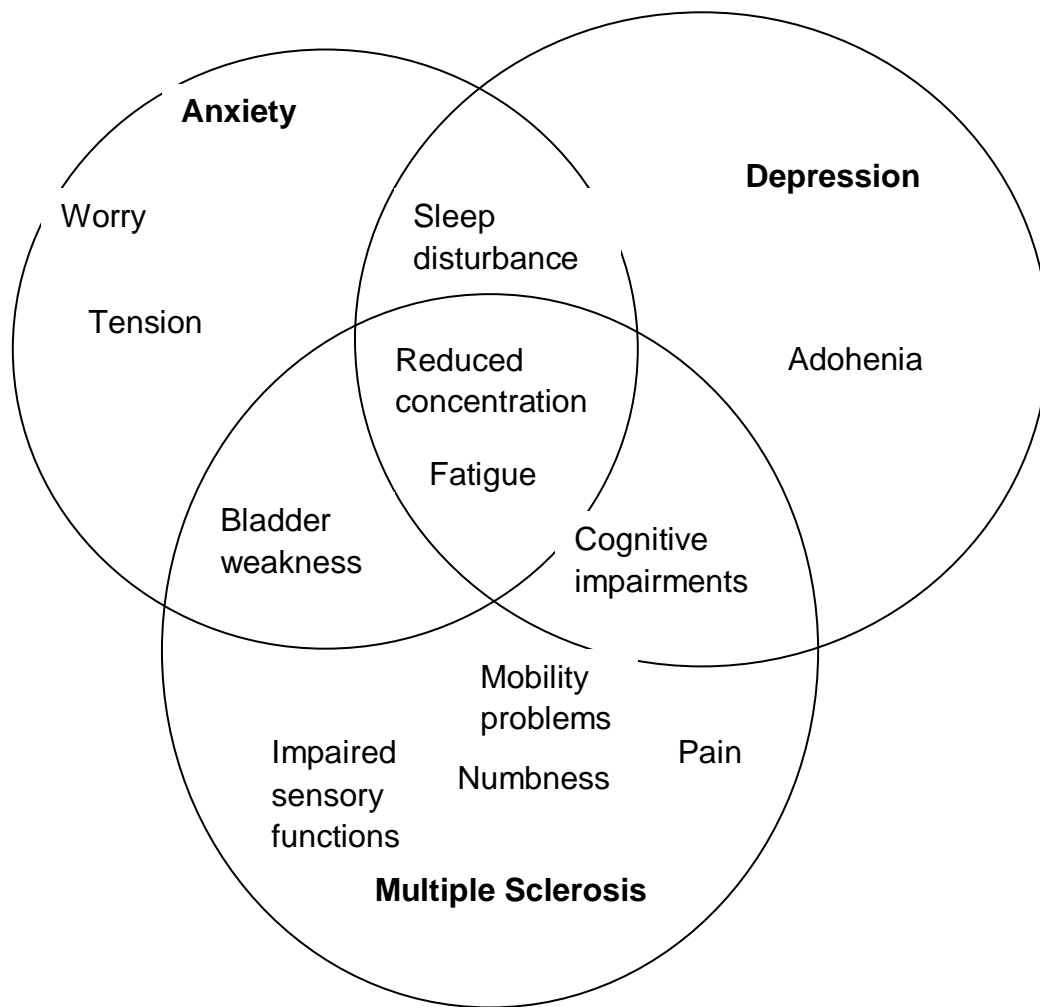 Anxiety
Depression
Worry
Sleep
disturbance
Tension
Reduced
concentration
Adohenia
Fatigue
Bladder
weakness
Cognitive
impairments
Mobility
problems
Impaired
sensory
functions
Numbness
Pain
Multiple Sclerosis